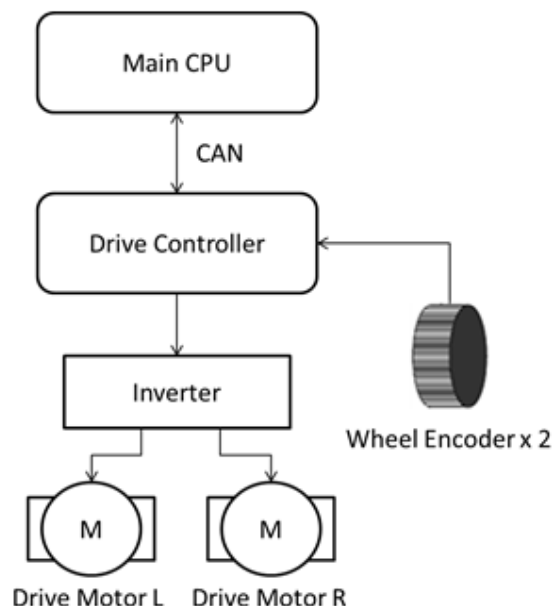 Main CPU
CAN
Drive Controller
Inverter
Wheel Encoder x 2
M
M
Drive Motor L
Drive Motor R